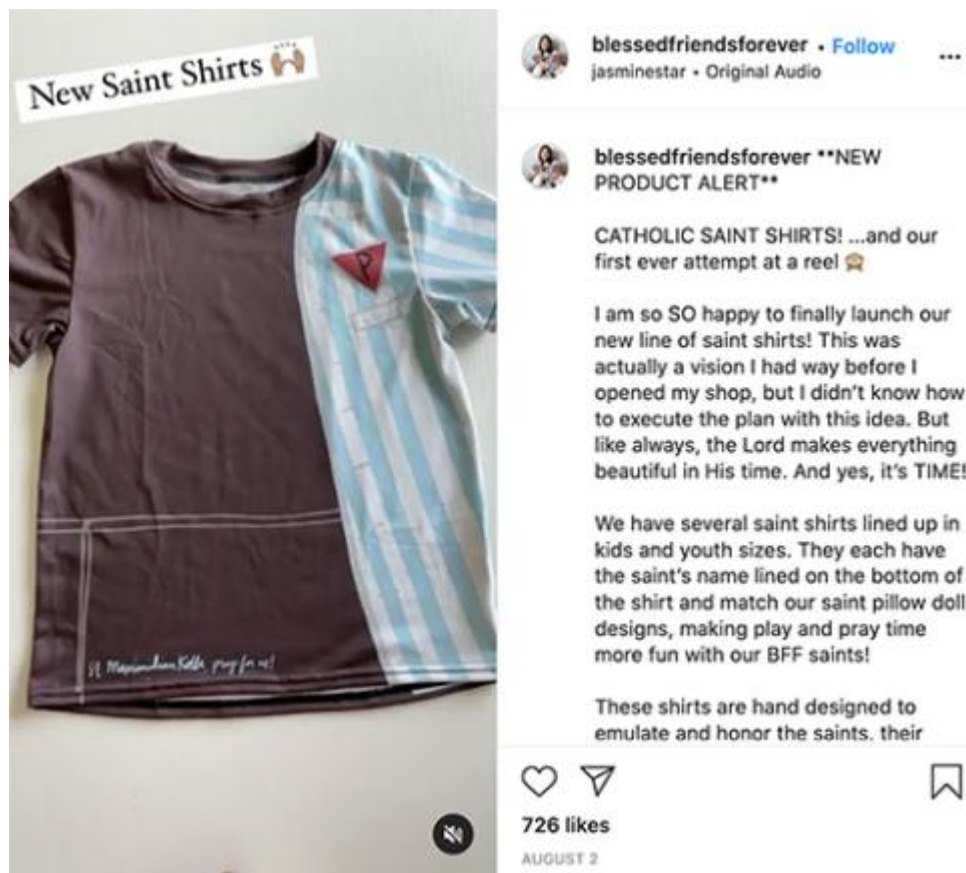 New Saint Shirts 🙌🏽
P
St. Maximilian Kolbe, pray for us!
blessedfriendsforever • Follow
jasminestar • Original Audio
blessedfriendsforever **NEW
PRODUCT ALERT**
CATHOLIC SAINT SHIRTS! ...and our
first ever attempt at a reel 🙈
I am so SO happy to finally launch our
new line of saint shirts! This was
actually a vision I had way before I
opened my shop, but I didn't know how
to execute the plan with this idea. But
like always, the Lord makes everything
beautiful in His time. And yes, it's TIME!
We have several saint shirts lined up in
kids and youth sizes. They each have
the saint's name lined on the bottom of
the shirt and match our saint pillow doll
designs, making play and pray time
more fun with our BFF saints!
These shirts are hand designed to
emulate and honor the saints, their
726 likes
AUGUST 2